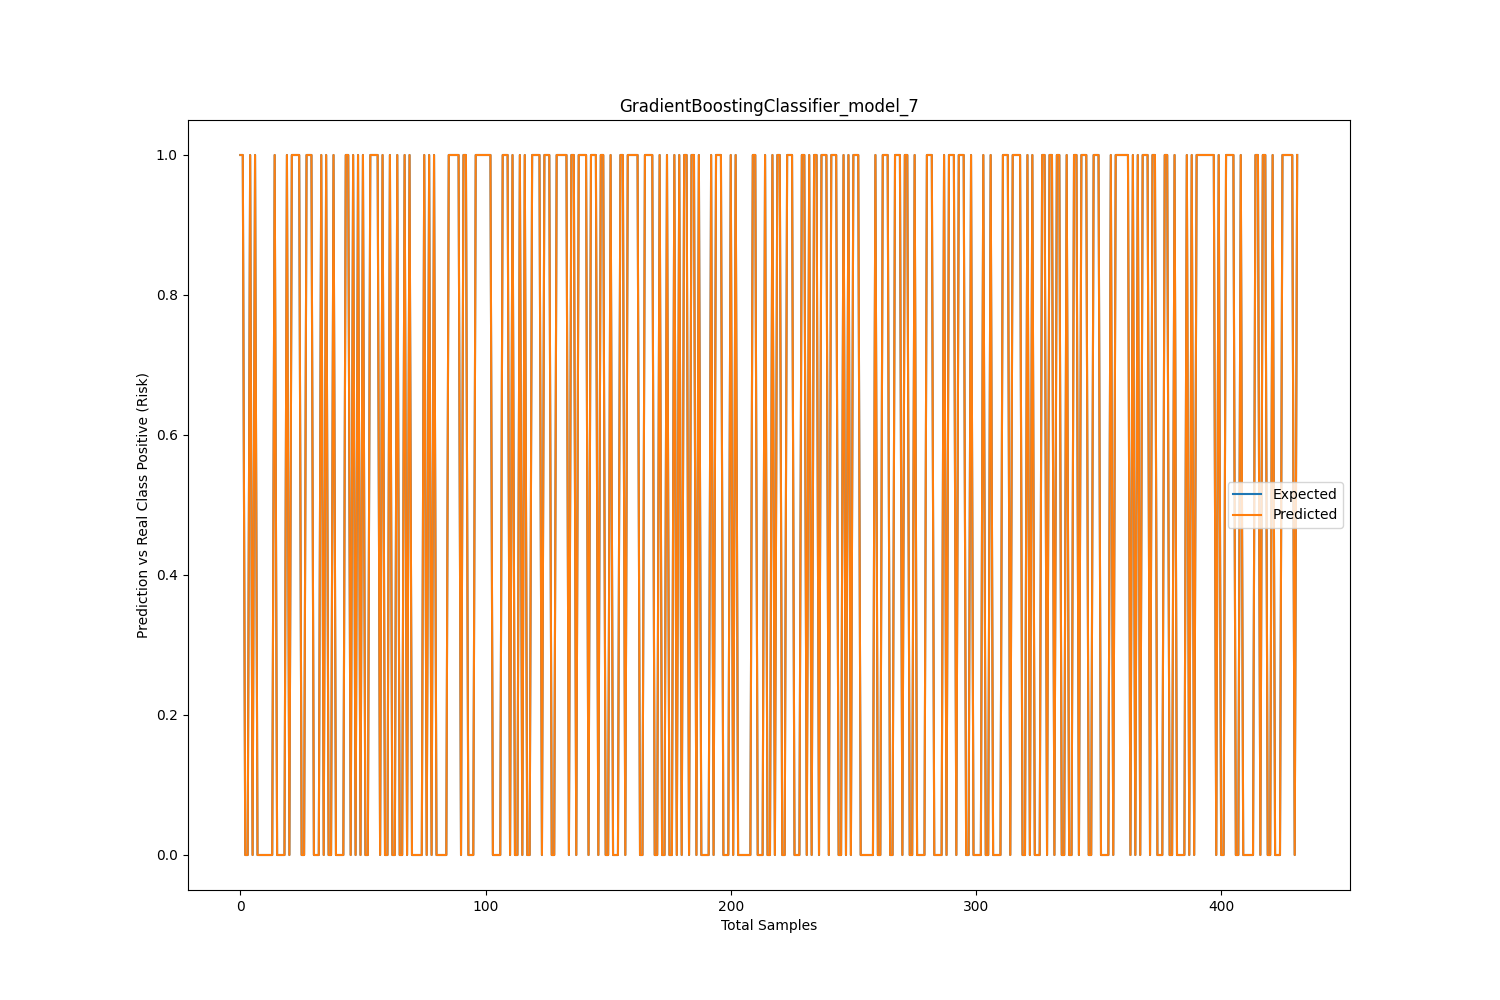 GradientBoostingClassifier_model_7
Prediction vs Real Class Positive (Risk)
1.0
0.8
0.6
0.4
0.2
0.0
Expected
Predicted
0
100
200
300
400
Total Samples